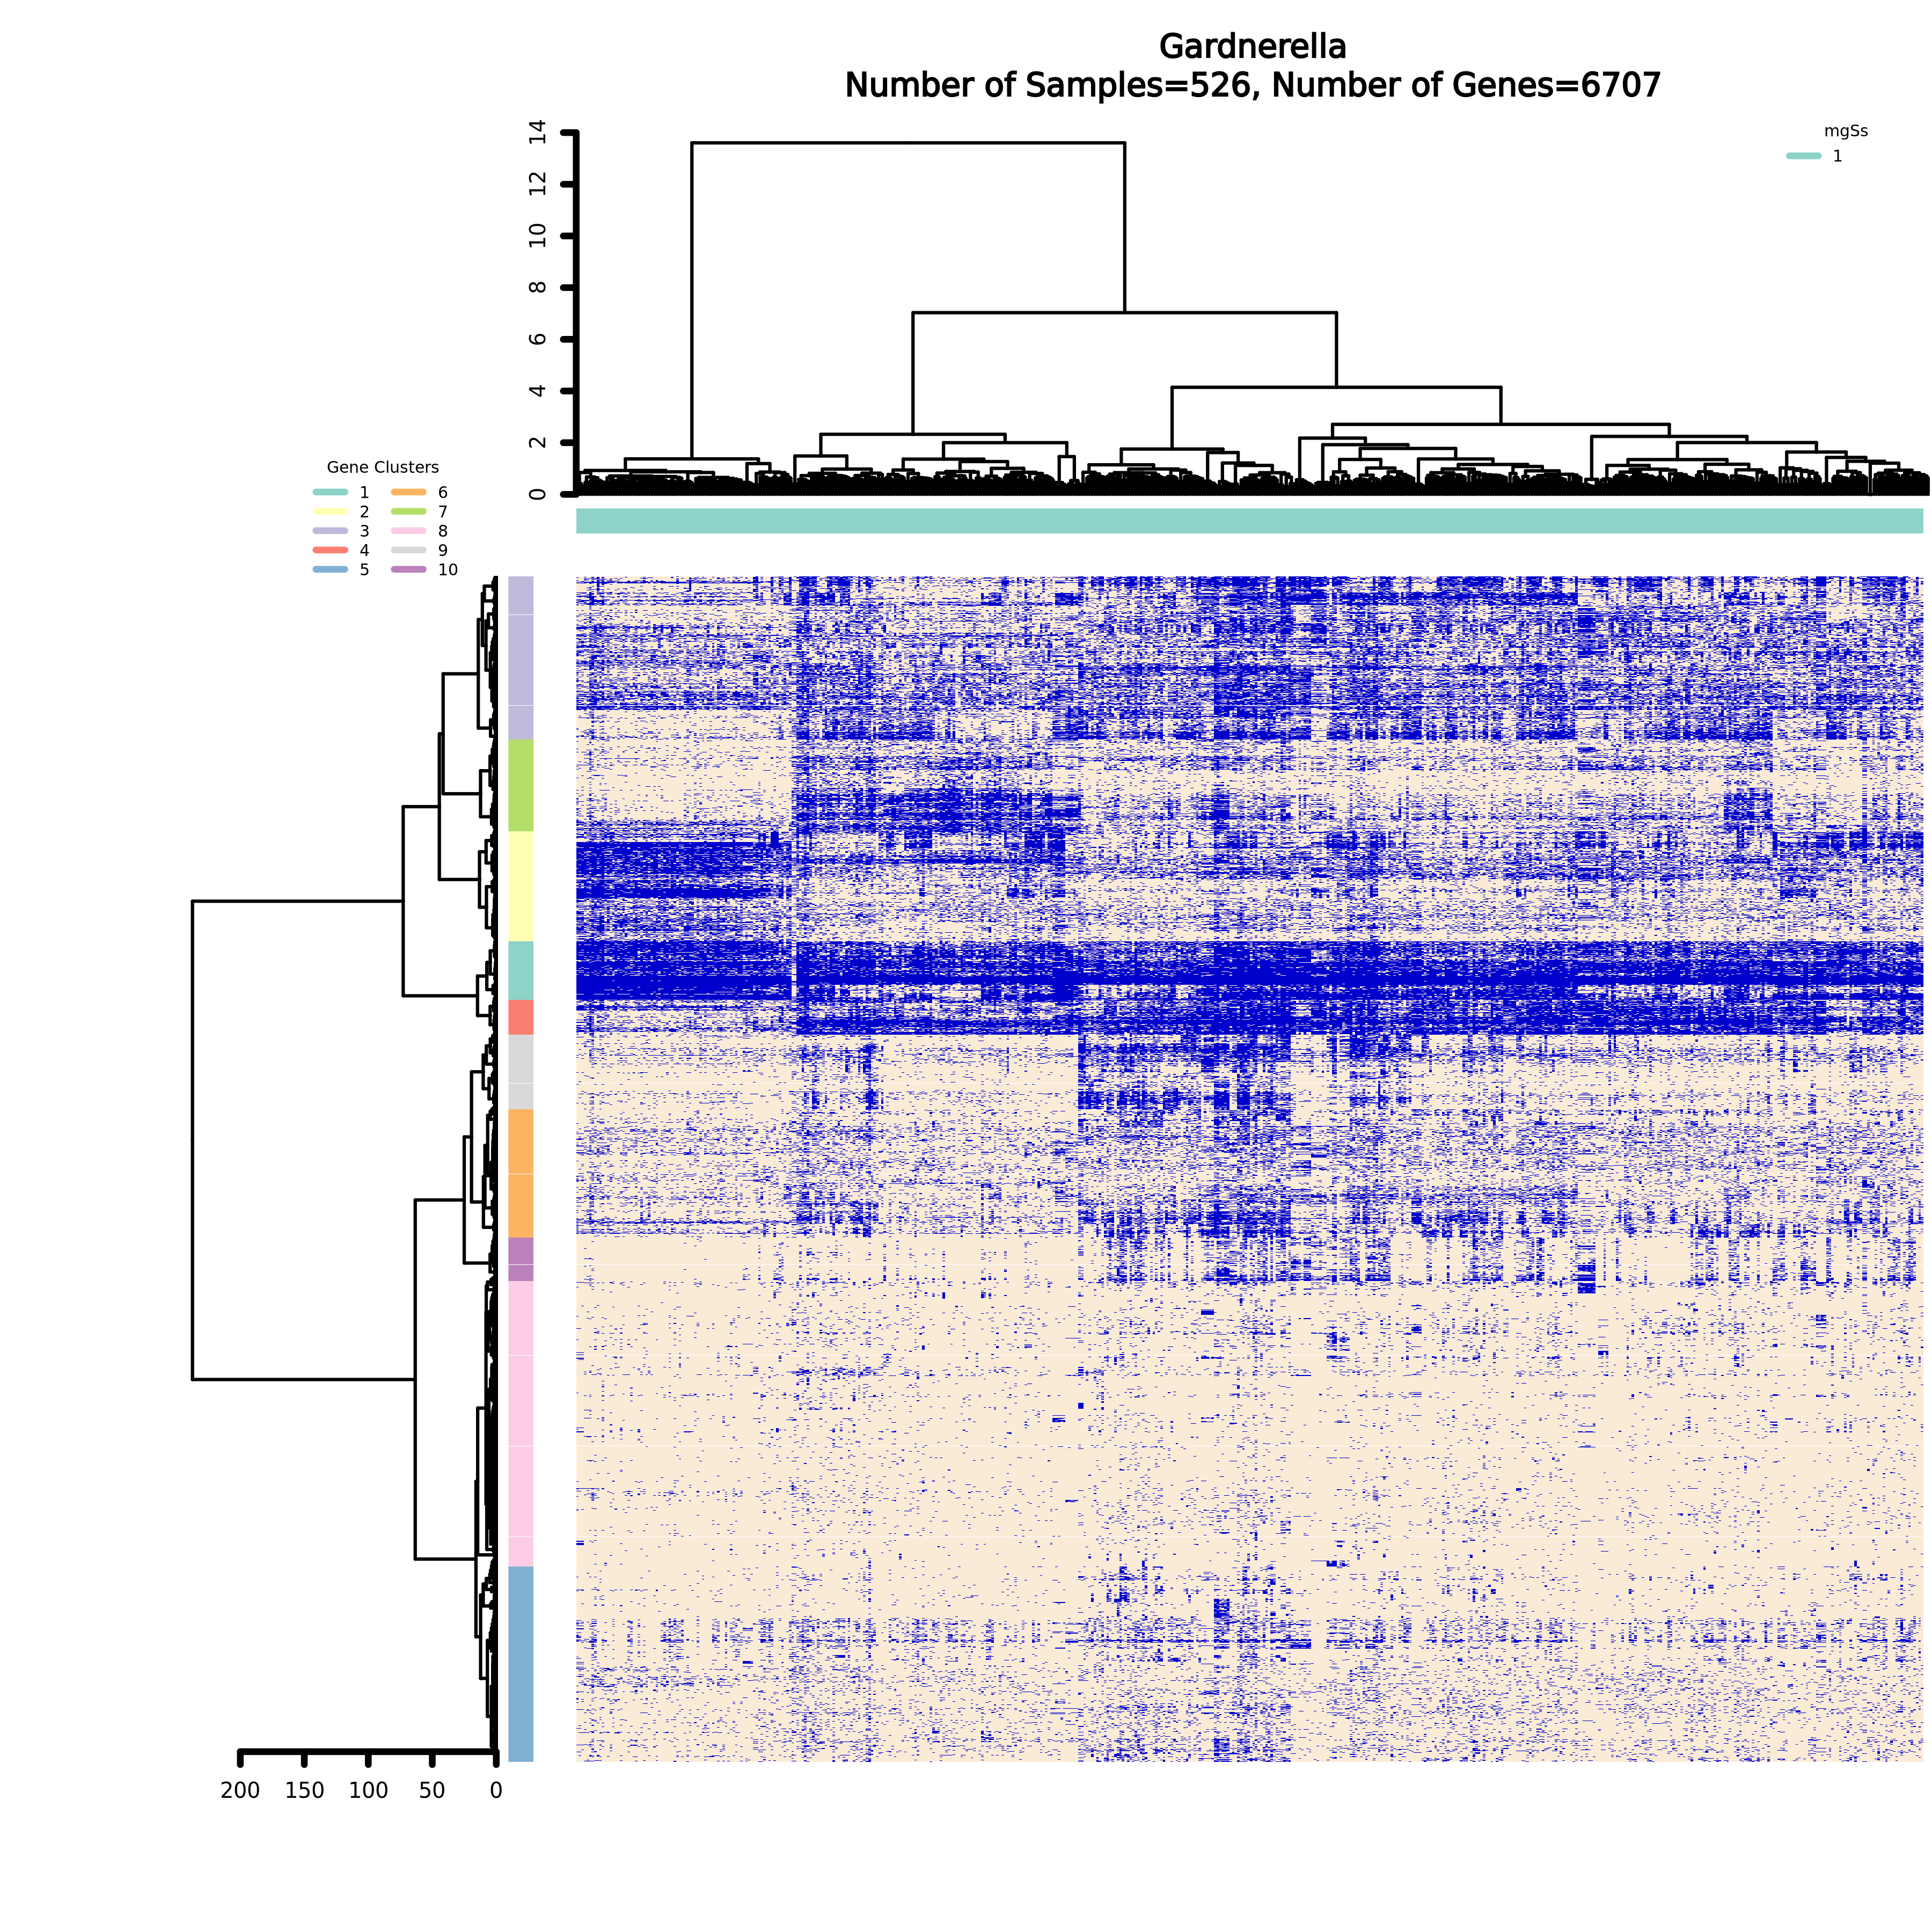 Gardnerella
Number of Samples=526, Number of Genes=6707
mgSs
1
14
12
10
8
6
4
2
0
Gene Clusters
1 6
2 7
3 8
4 9
5 10
200 150 100 50 0